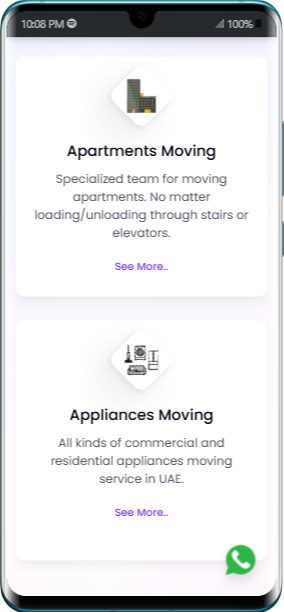 10:08 PM 100%
Apartments Moving
Specialized team for moving
apartments. No matter
loading/unloading through stairs or
elevators.
See More..
Appliances Moving
All kinds of commercial and
residential appliances moving
service in UAE.
See More..